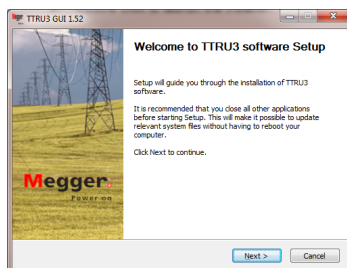 TTRU3 GUI 1.52
Welcome to TTRU3 software Setup
Setup will guide you through the installation of TTRU3
software.
It is recommended that you close all other applications
before starting Setup. This will make it possible to update
relevant system files without having to reboot your
computer.
Click Next to continue.
Megger.
Power on
Next >
Cancel